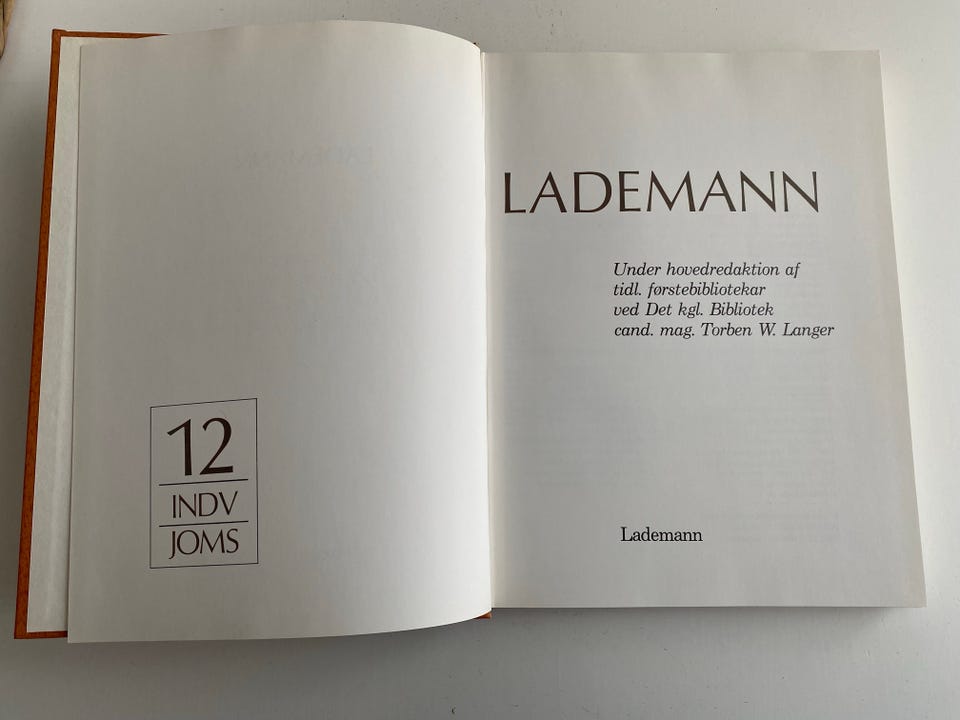 12
INDV
JOMS
LADEMANN
Under hovedredaktion af
tidl. førstebibliotekar
ved Det kgl. Bibliotek
cand. mag. Torben W. Langer
Lademann